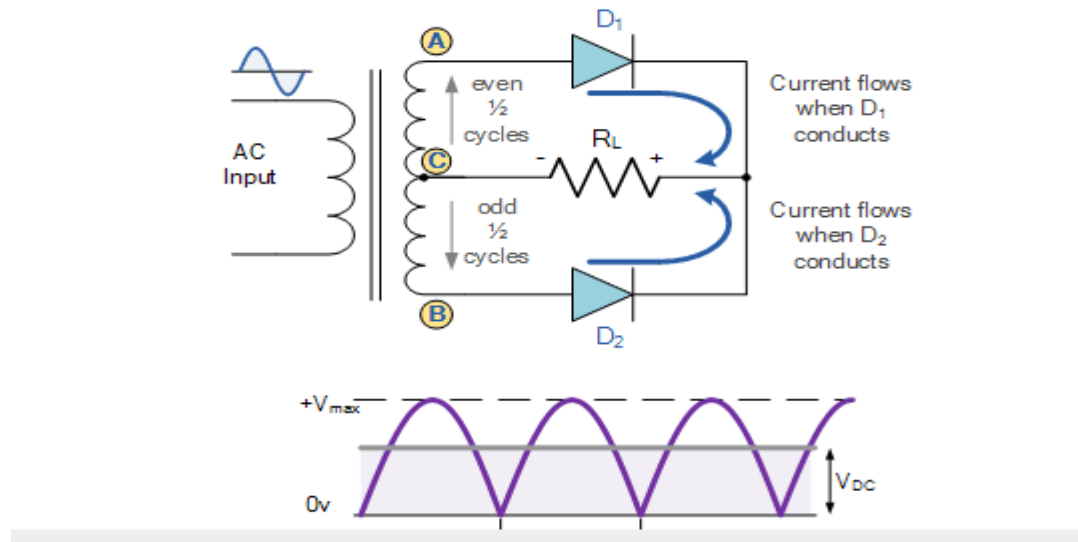 D₁
A
even
½
cycles
Current flows
when D₁
conducts
AC
Input
C
- R_L +
odd
½
cycles
Current flows
when D₂
conducts
B
D₂
+Vmax
VDC
0v